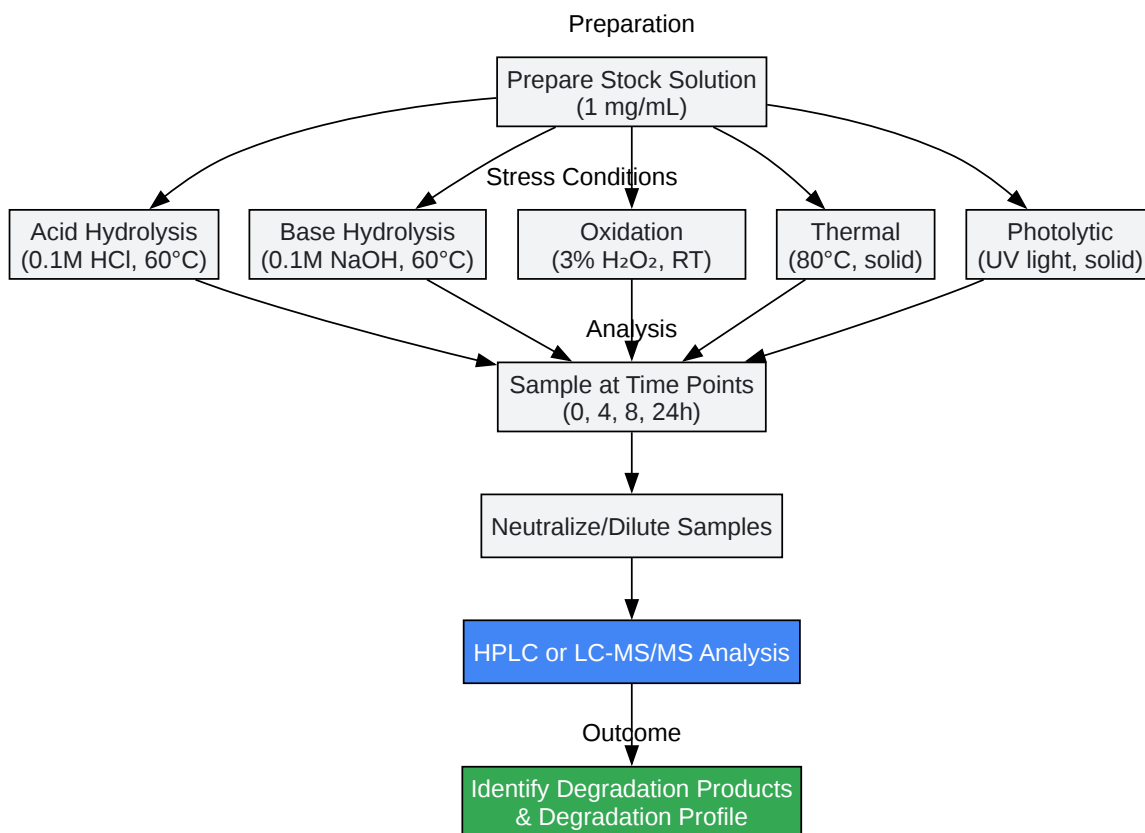 Preparation
Prepare Stock Solution
(1 mg/mL)
Stress Conditions
Acid Hydrolysis
(0.1M HCl, 60°C)
Base Hydrolysis
(0.1M NaOH, 60°C)
Oxidation
(3% H₂O₂, RT)
Thermal
(80°C, solid)
Photolytic
(UV light, solid)
Analysis
Sample at Time Points
(0, 4, 8, 24h)
Neutralize/Dilute Samples
HPLC or LC-MS/MS Analysis
Outcome
Identify Degradation Products
& Degradation Profile